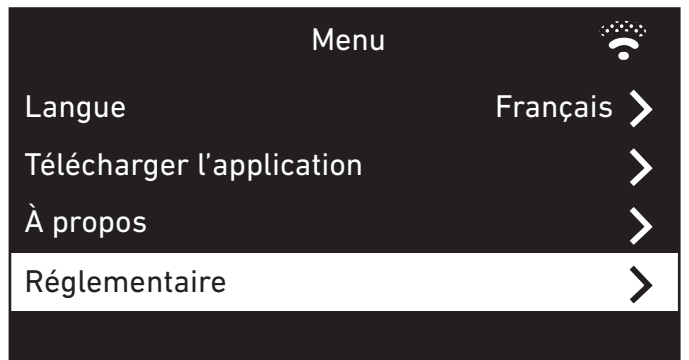 Menu
Langue Français
Télécharger l’application
À propos
Réglementaire